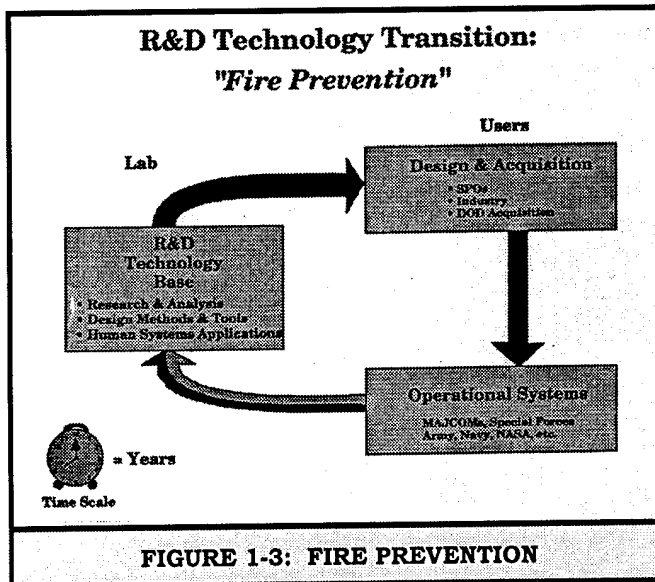 R&D Technology Transition:
"Fire Prevention"
Users
Lab
Design & Acquisition
• SPOs
• Industry
• DOD Acquisition
R&D
Technology
Base
• Research & Analysis
• Design Methods & Tools
• Human Systems Applications
Operational Systems
MAJCOMs, Special Forces
Army, Navy, NASA, etc.
= Years
Time Scale
FIGURE 1-3: FIRE PREVENTION